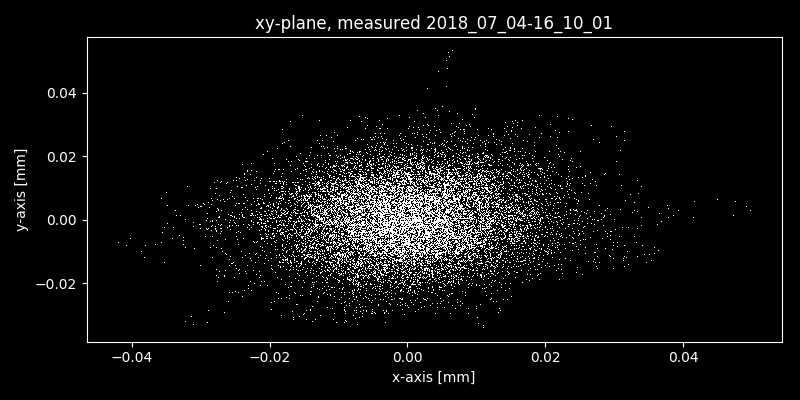 xy-plane, measured 2018_07_04-16_10_01
y-axis [mm]
0.04
0.02
0.00
−0.02
−0.04 −0.02 0.00 0.02 0.04
x-axis [mm]